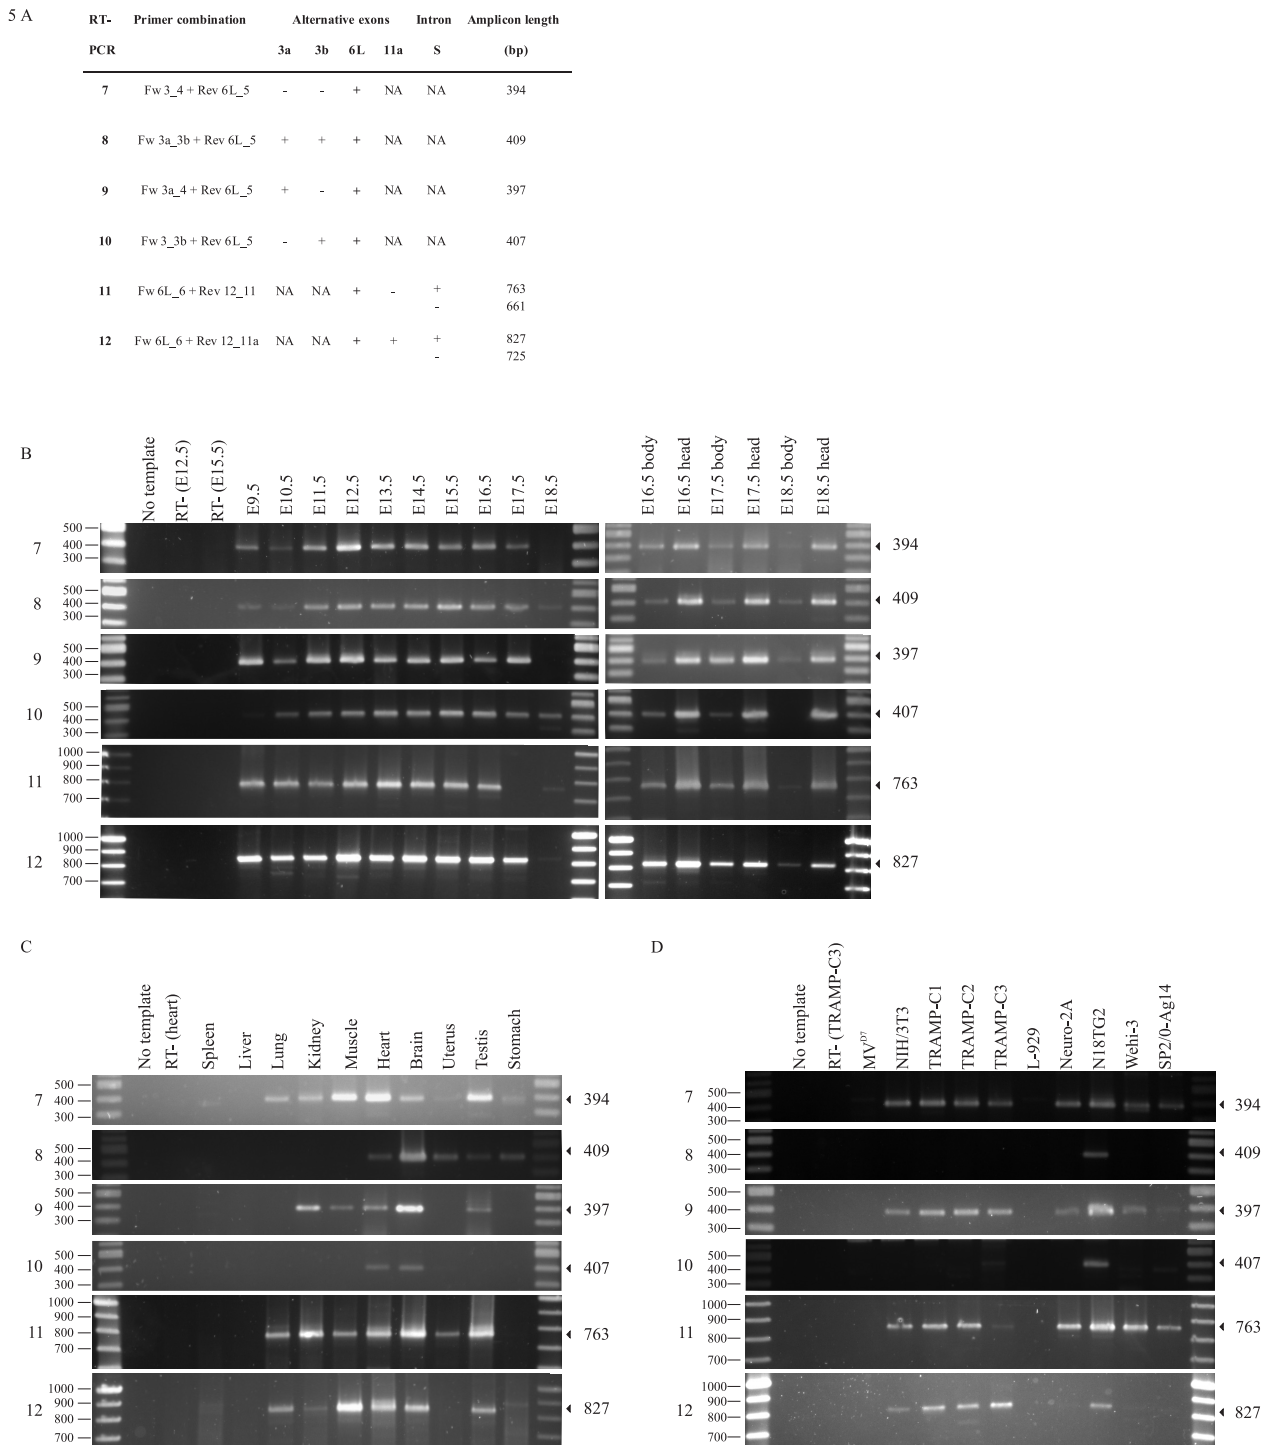 5 A
RT- Primer combination Alternative exons Intron Amplicon length
PCR 3a 3b 6L 11a S (bp)
7 Fw 3_4 + Rev 6L_5 - - + NA NA 394
8 Fw 3a_3b + Rev 6L_5 + + + NA NA 409
9 Fw 3a_4 + Rev 6L_5 + - + NA NA 397
10 Fw 3_3b + Rev 6L_5 - + + NA NA 407
11 Fw 6L_6 + Rev 12_11 NA NA + - + 763
- 661
12 Fw 6L_6 + Rev 12_11a NA NA + + + 827
- 725
B
No template RT- (E12.5) RT- (E15.5) E9.5 E10.5 E11.5 E12.5 E13.5 E14.5 E15.5 E16.5 E17.5 E18.5 E16.5 body E16.5 head E17.5 body E17.5 head E18.5 body E18.5 head
500
7 400 394
300
500
8 400 409
300
500
9 400 397
300
500
10 400 407
300
1000
900
11 800 763
700
1000
900
12 800 827
700
C
No template RT- (heart) Spleen Liver Lung Kidney Muscle Heart Brain Uterus Testis Stomach
500
7 400 394
300
500
8 400 409
300
500
9 400 397
300
500
10 400 407
300
1000
900
11 800 763
700
1000
900
12 800 827
700
D
No template RT- (TRAMP-C3) MVᴰ⁷ NIH/3T3 TRAMP-C1 TRAMP-C2 TRAMP-C3 L-929 Neuro-2A N18TG2 Wehi-3 SP2/0-Ag14
500
7 400 394
300
500
8 400 409
300
500
9 400 397
300
500
10 400 407
300
1000
900
11 800 763
700
1000
900
12 800 827
700